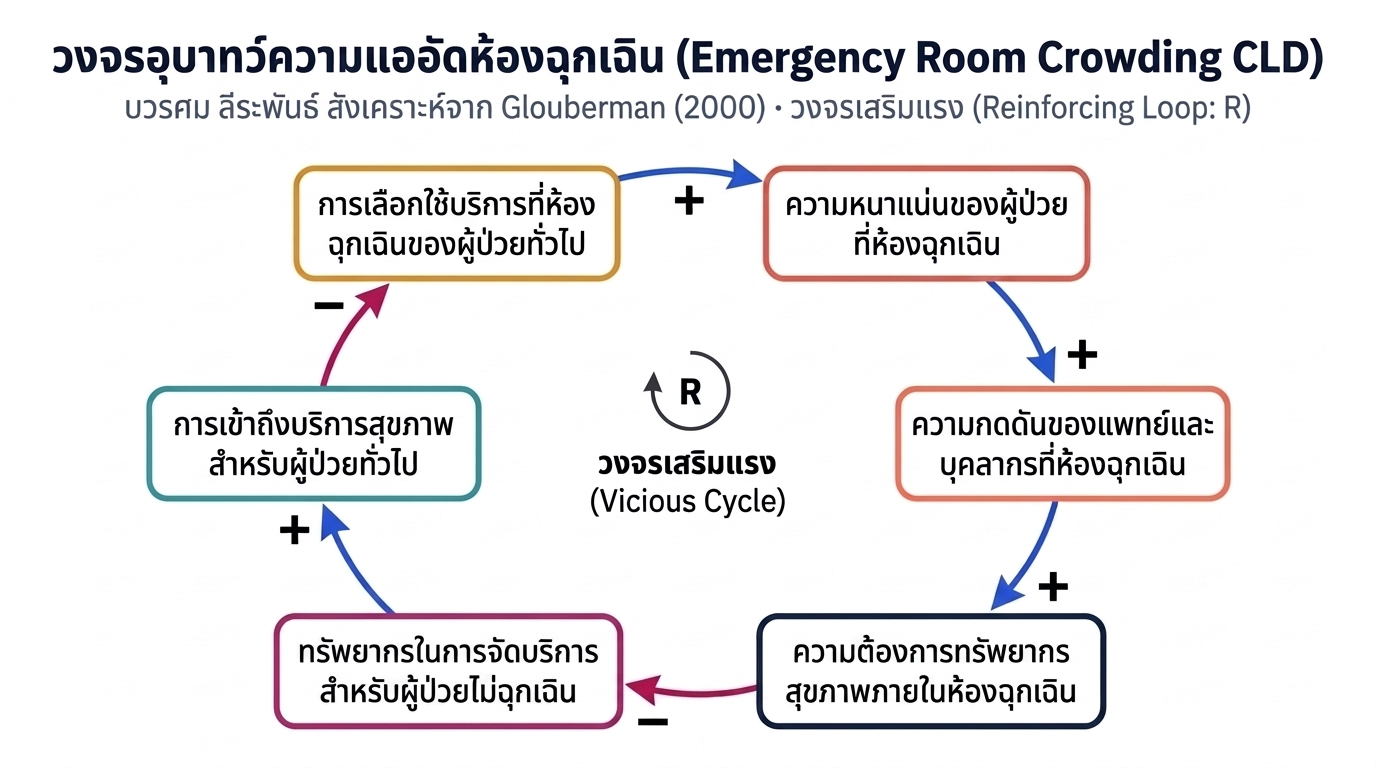 วงจรอุบาทว์ความแออัดห้องฉุกเฉิน (Emergency Room Crowding CLD)
บวรศม ลีระพันธ์ สังเคราะห์จาก Glouberman (2000) · วงจรเสริมแรง (Reinforcing Loop: R)
การเลือกใช้บริการที่ห้อง
ฉุกเฉินของผู้ป่วยทั่วไป
+
ความหนาแน่นของผู้ป่วย
ที่ห้องฉุกเฉิน
+
ความกดดันของแพทย์และ
บุคลากรที่ห้องฉุกเฉิน
+
ความต้องการทรัพยากร
สุขภาพภายในห้องฉุกเฉิน
−
ทรัพยากรในการจัดบริการ
สำหรับผู้ป่วยไม่ฉุกเฉิน
+
การเข้าถึงบริการสุขภาพ
สำหรับผู้ป่วยทั่วไป
−
R
วงจรเสริมแรง
(Vicious Cycle)